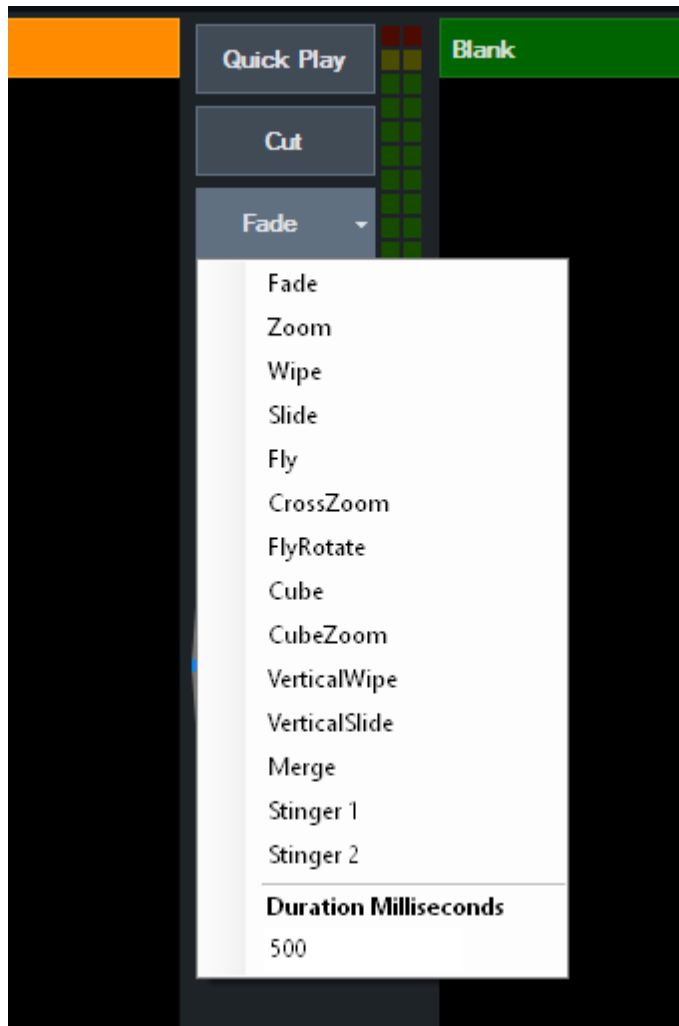 Quick Play
Blank
Cut
Fade
Fade
Zoom
Wipe
Slide
Fly
CrossZoom
FlyRotate
Cube
CubeZoom
VerticalWipe
VerticalSlide
Merge
Stinger 1
Stinger 2
Duration Milliseconds
500